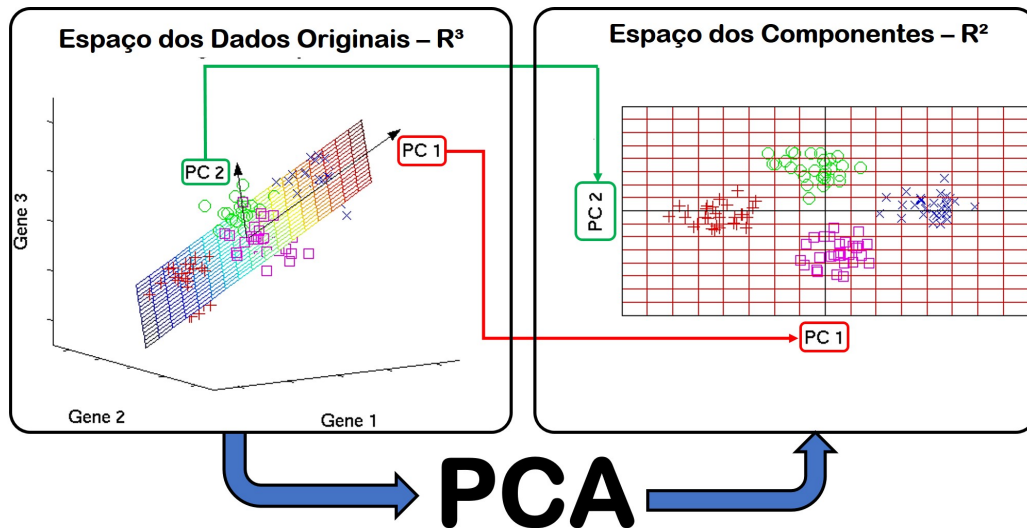 Espaço dos Dados Originais – R³
PC 2
PC 1
Gene 3
Gene 2
Gene 1
Espaço dos Componentes – R²
PC 2
PC 1
PCA